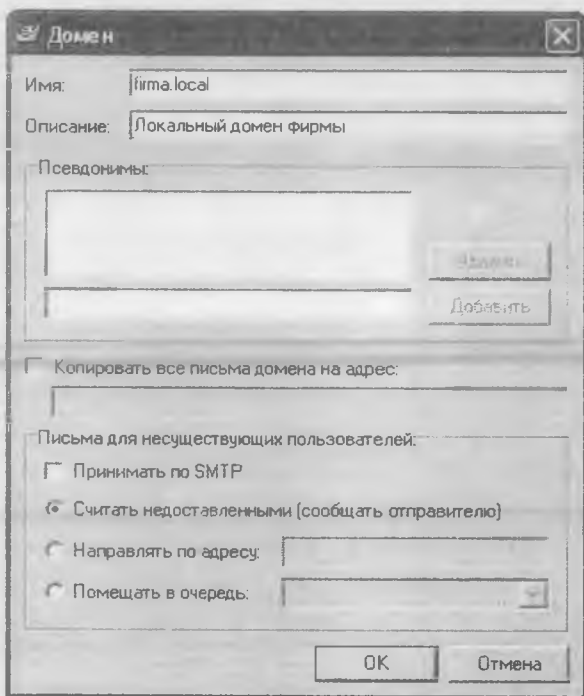 Домен
Имя: firma.local
Описание: Локальный домен фирмы
Псевдонимы:
Удалить
Добавить
Копировать все письма домена на адрес:
Письма для несуществующих пользователей:
Принимать по SMTP
Считать недоставленными (сообщать отправителю)
Направлять по адресу:
Помещать в очередь:
OK Отмена